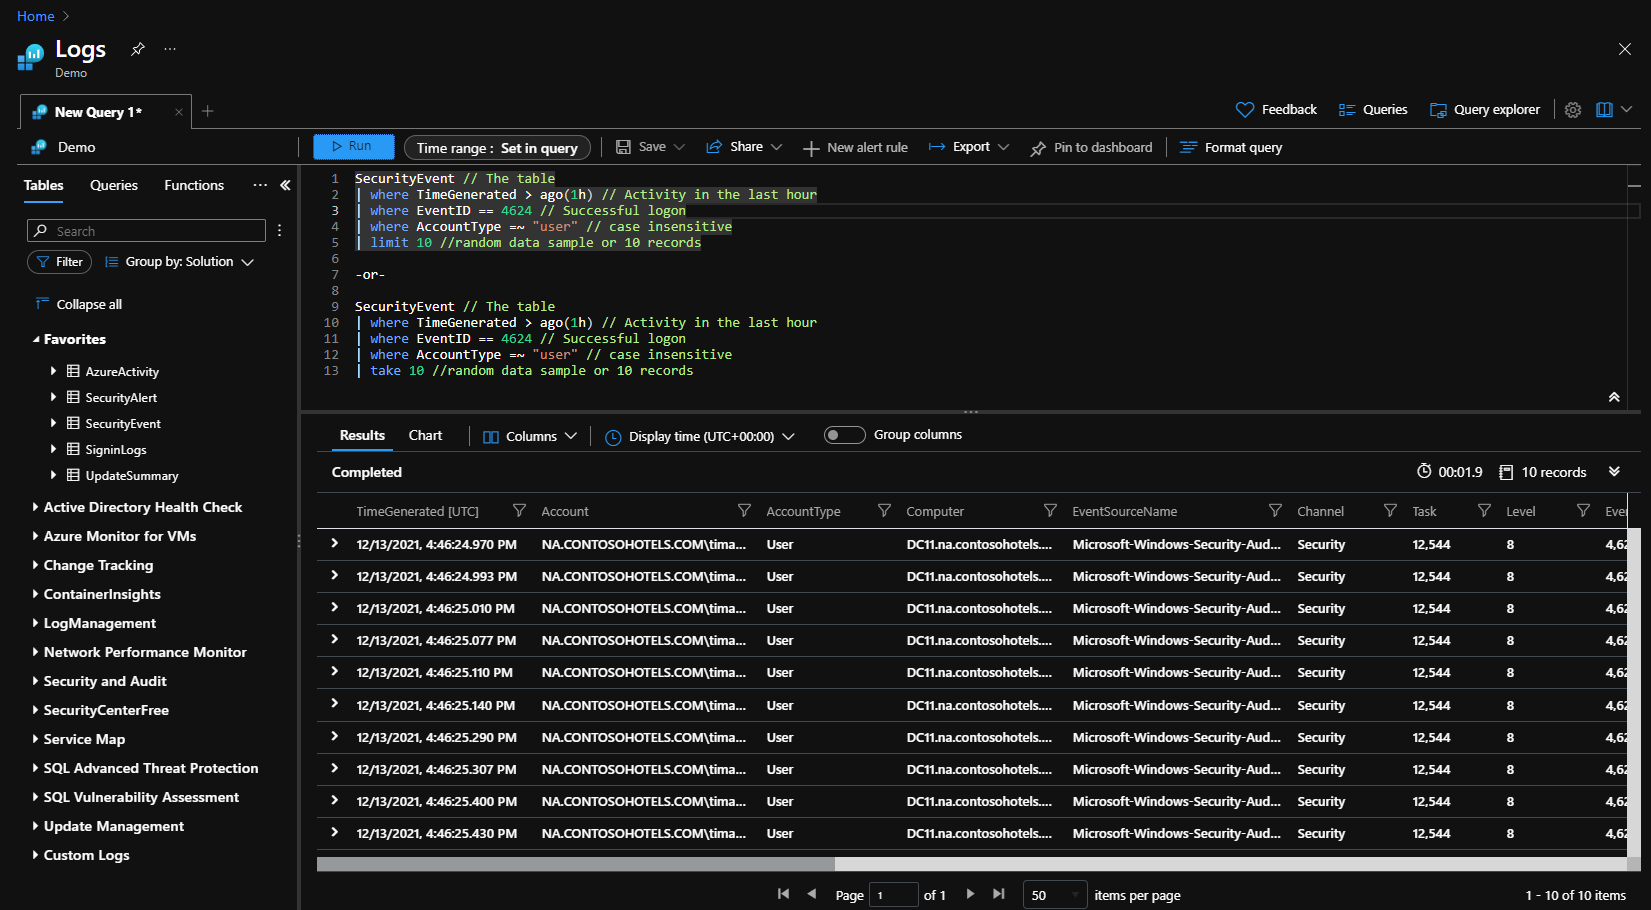 Home
Logs
Demo
New Query 1*
Feedback
Queries
Query explorer
Demo
Run
Time range : Set in query
Save
Share
New alert rule
Export
Pin to dashboard
Format query
Tables
Queries
Functions
Search
Filter
Group by: Solution
Collapse all
Favorites
AzureActivity
SecurityAlert
SecurityEvent
SigninLogs
UpdateSummary
Active Directory Health Check
Azure Monitor for VMs
Change Tracking
ContainerInsights
LogManagement
Network Performance Monitor
Security and Audit
SecurityCenterFree
Service Map
SQL Advanced Threat Protection
SQL Vulnerability Assessment
Update Management
Custom Logs
1 SecurityEvent // The table
2 | where TimeGenerated > ago(1h) // Activity in the last hour
3 | where EventID == 4624 // Successful logon
4 | where AccountType =~ "user" // case insensitive
5 | limit 10 //random data sample or 10 records
6
7 -or-
8
9 SecurityEvent // The table
10 | where TimeGenerated > ago(1h) // Activity in the last hour
11 | where EventID == 4624 // Successful logon
12 | where AccountType =~ "user" // case insensitive
13 | take 10 //random data sample or 10 records
Results
Chart
Columns
Display time (UTC+00:00)
Group columns
Completed
00:01.9
10 records
TimeGenerated [UTC] Account AccountType Computer EventSourceName Channel Task Level Ever
12/13/2021, 4:46:24.970 PM NA.CONTOSOHOTELS.COM\tima... User DC11.na.contosohotels.... Microsoft-Windows-Security-Aud... Security 12,544 8 4,62
12/13/2021, 4:46:24.993 PM NA.CONTOSOHOTELS.COM\tima... User DC11.na.contosohotels.... Microsoft-Windows-Security-Aud... Security 12,544 8 4,62
12/13/2021, 4:46:25.010 PM NA.CONTOSOHOTELS.COM\tima... User DC11.na.contosohotels.... Microsoft-Windows-Security-Aud... Security 12,544 8 4,62
12/13/2021, 4:46:25.077 PM NA.CONTOSOHOTELS.COM\tima... User DC11.na.contosohotels.... Microsoft-Windows-Security-Aud... Security 12,544 8 4,62
12/13/2021, 4:46:25.110 PM NA.CONTOSOHOTELS.COM\tima... User DC11.na.contosohotels.... Microsoft-Windows-Security-Aud... Security 12,544 8 4,62
12/13/2021, 4:46:25.140 PM NA.CONTOSOHOTELS.COM\tima... User DC11.na.contosohotels.... Microsoft-Windows-Security-Aud... Security 12,544 8 4,62
12/13/2021, 4:46:25.290 PM NA.CONTOSOHOTELS.COM\tima... User DC11.na.contosohotels.... Microsoft-Windows-Security-Aud... Security 12,544 8 4,62
12/13/2021, 4:46:25.307 PM NA.CONTOSOHOTELS.COM\tima... User DC11.na.contosohotels.... Microsoft-Windows-Security-Aud... Security 12,544 8 4,62
12/13/2021, 4:46:25.400 PM NA.CONTOSOHOTELS.COM\tima... User DC11.na.contosohotels.... Microsoft-Windows-Security-Aud... Security 12,544 8 4,62
12/13/2021, 4:46:25.430 PM NA.CONTOSOHOTELS.COM\tima... User DC11.na.contosohotels.... Microsoft-Windows-Security-Aud... Security 12,544 8 4,62
Page 1 of 1 50 items per page 1 - 10 of 10 items